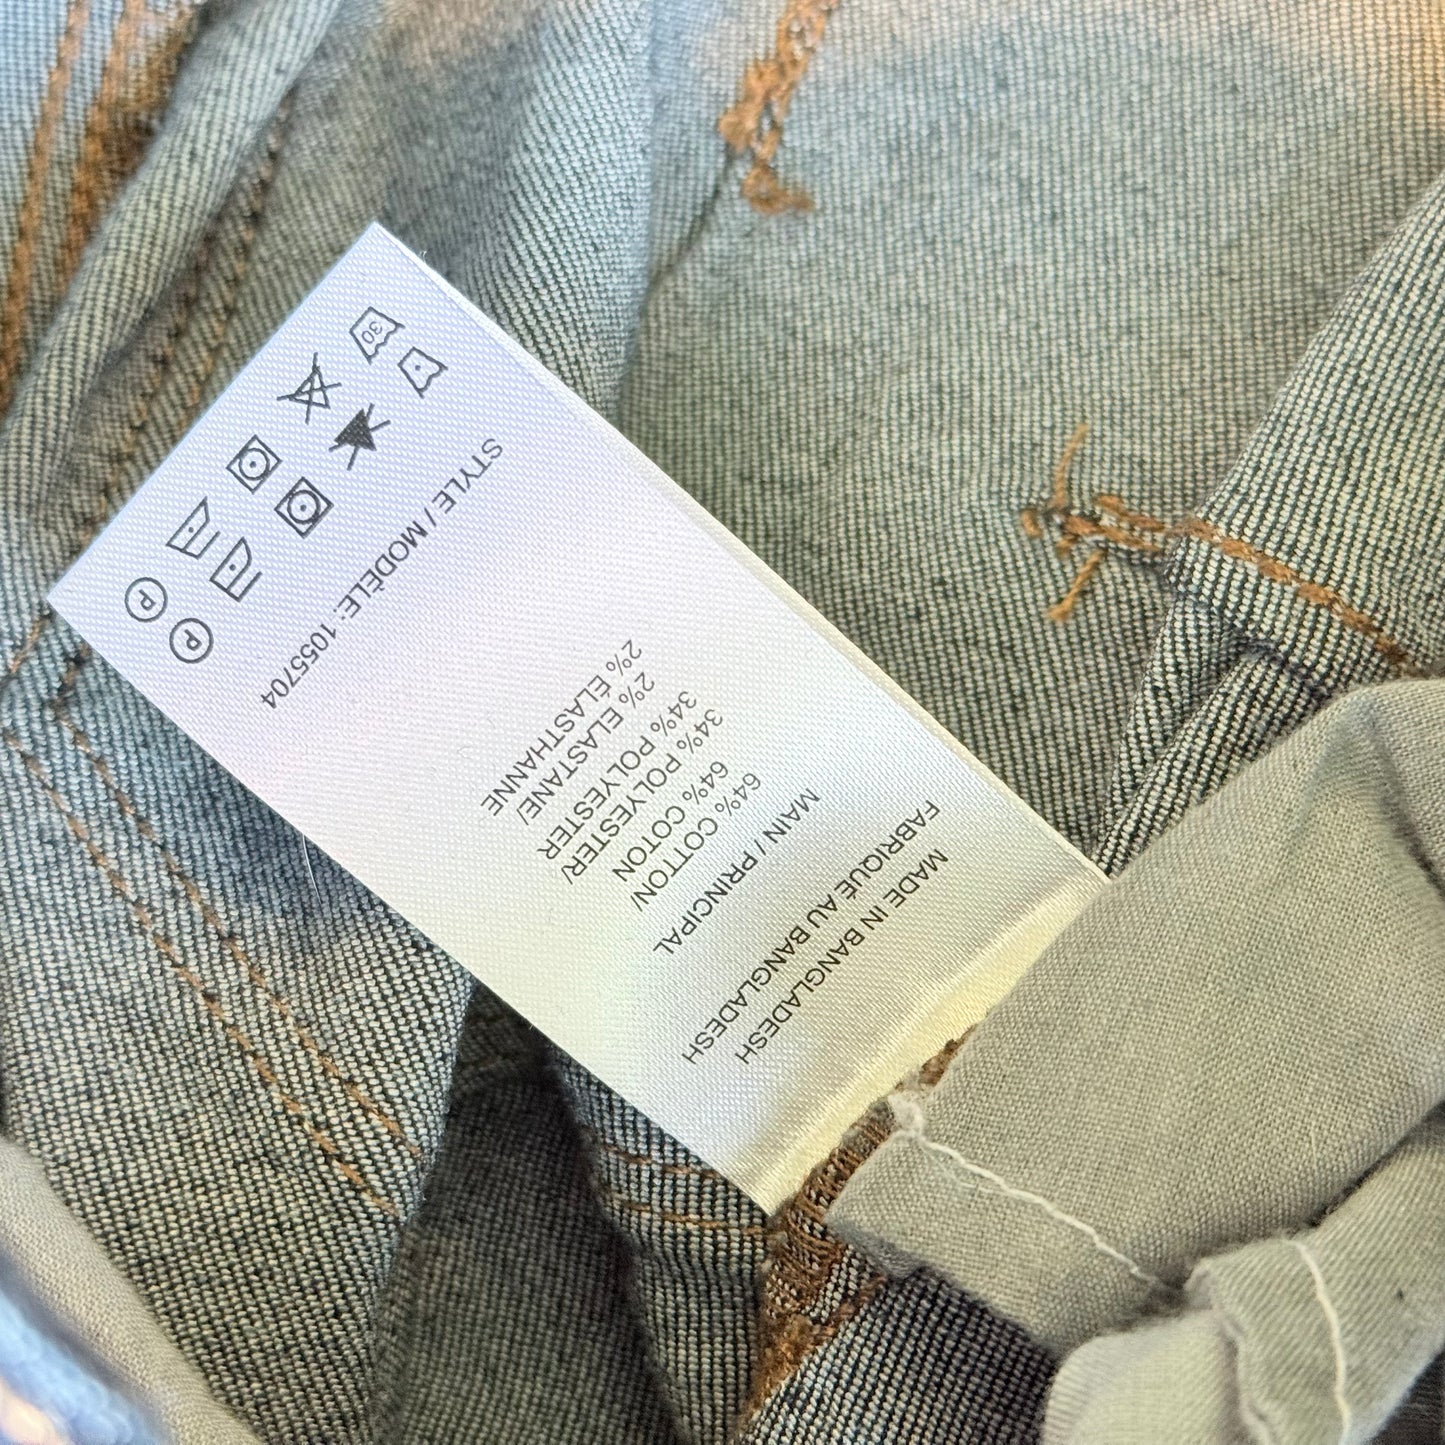 MADE IN BANGLADESH
FABRIQUÉ AU BANGLADESH
MAIN / PRINCIPAL
64% COTTON/
64% COTON
34% POLYESTER/
34% POLYESTER
2% ELASTANE/
2% ÉLASTHANNE
STYLE / MODÈLE: 1055704
30
P
P